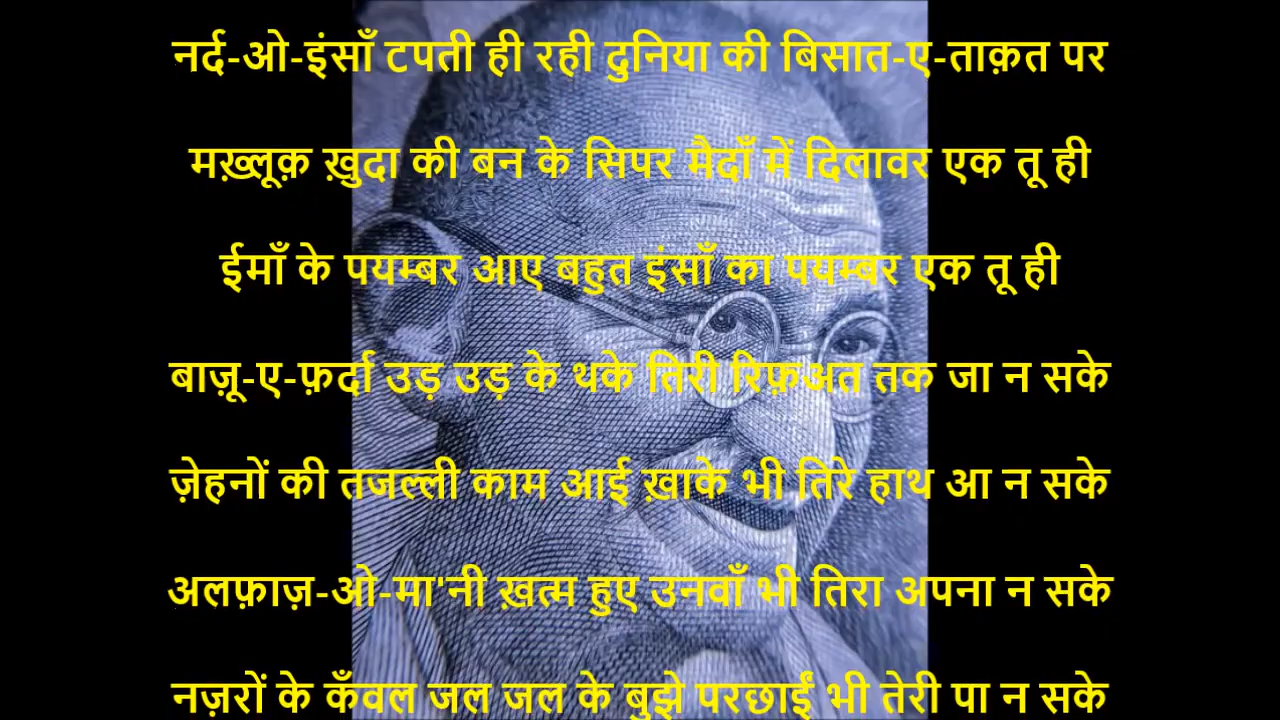 नर्द-ओ-इंसाँ टपती ही रही दुनिया की बिसात-ए-ताक़त पर
मख़्लूक़ ख़ुदा की बन के सिपर मैदाँ में दिलावर एक तू ही
ईमाँ के पयम्बर आए बहुत इंसाँ का पयम्बर एक तू ही
बाज़ू-ए-फ़र्दा उड़ उड़ के थके तिरी रिफ़अत तक जा न सके
ज़ेहनों की तजल्ली काम आई ख़ाके भी तिरे हाथ आ न सके
अलफ़ाज़-ओ-मा'नी ख़त्म हुए उनवाँ भी तिरा अपना न सके
नज़रों के कँवल जल जल के बुझे परछाईं भी तेरी पा न सके